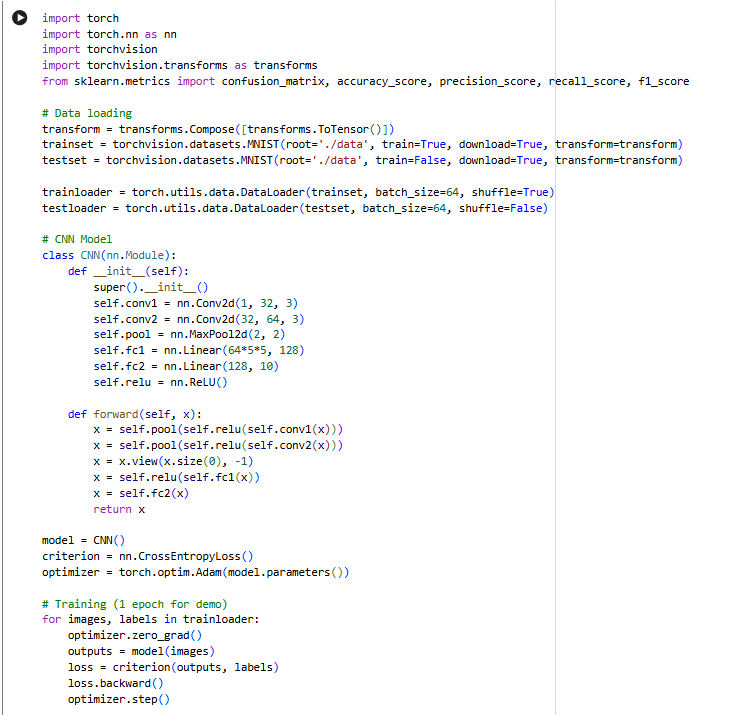 import torch
import torch.nn as nn
import torchvision
import torchvision.transforms as transforms
from sklearn.metrics import confusion_matrix, accuracy_score, precision_score, recall_score, f1_score

# Data loading
transform = transforms.Compose([transforms.ToTensor()])
trainset = torchvision.datasets.MNIST(root='./data', train=True, download=True, transform=transform)
testset = torchvision.datasets.MNIST(root='./data', train=False, download=True, transform=transform)

trainloader = torch.utils.data.DataLoader(trainset, batch_size=64, shuffle=True)
testloader = torch.utils.data.DataLoader(testset, batch_size=64, shuffle=False)

# CNN Model
class CNN(nn.Module):
    def __init__(self):
        super().__init__()
        self.conv1 = nn.Conv2d(1, 32, 3)
        self.conv2 = nn.Conv2d(32, 64, 3)
        self.pool = nn.MaxPool2d(2, 2)
        self.fc1 = nn.Linear(64*5*5, 128)
        self.fc2 = nn.Linear(128, 10)
        self.relu = nn.ReLU()

    def forward(self, x):
        x = self.pool(self.relu(self.conv1(x)))
        x = self.pool(self.relu(self.conv2(x)))
        x = x.view(x.size(0), -1)
        x = self.relu(self.fc1(x))
        x = self.fc2(x)
        return x

model = CNN()
criterion = nn.CrossEntropyLoss()
optimizer = torch.optim.Adam(model.parameters())

# Training (1 epoch for demo)
for images, labels in trainloader:
    optimizer.zero_grad()
    outputs = model(images)
    loss = criterion(outputs, labels)
    loss.backward()
    optimizer.step()